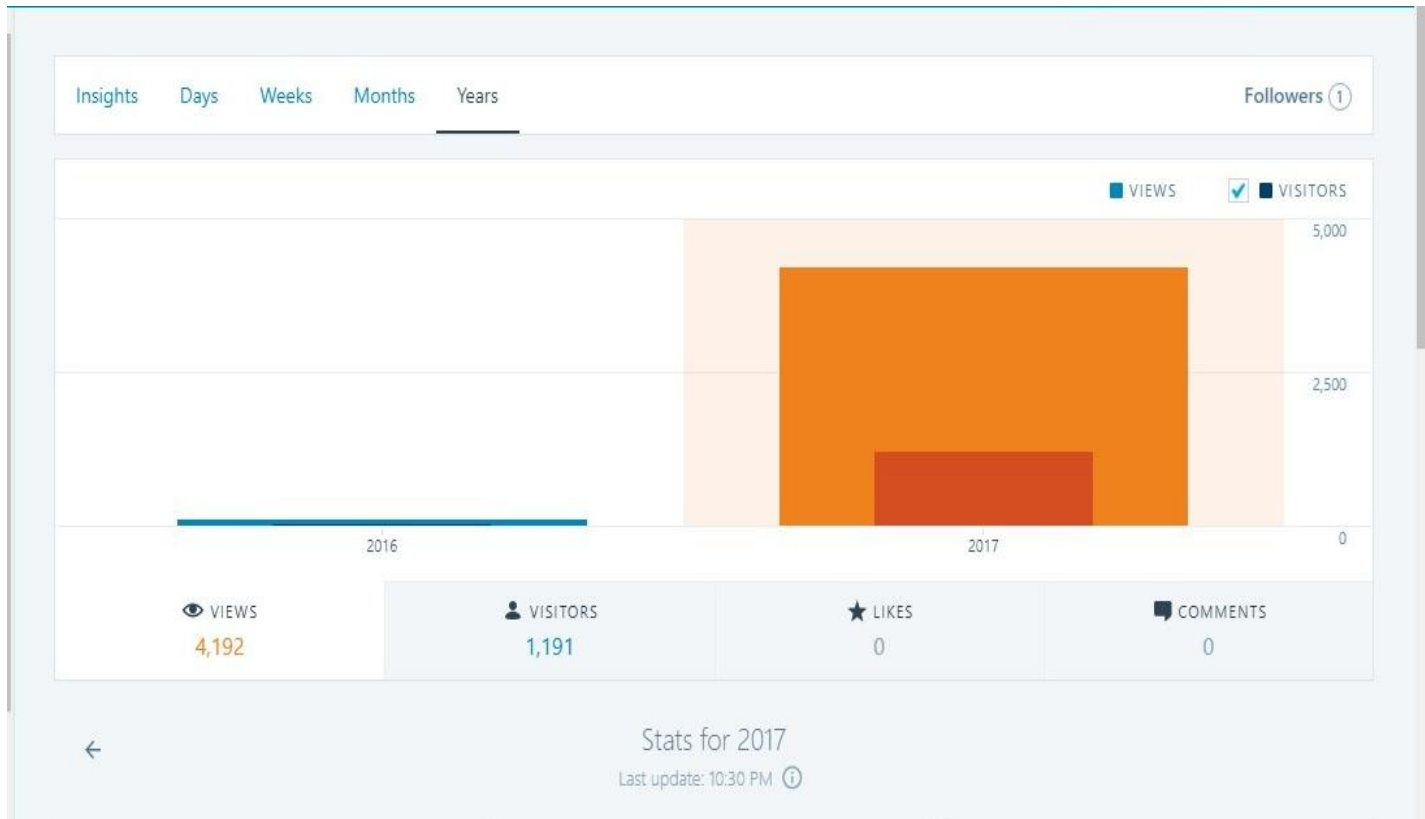 Insights Days Weeks Months Years Followers 1
VIEWS VISITORS
5,000
2,500
0
2016 2017
VIEWS VISITORS LIKES COMMENTS
4,192 1,191 0 0
Stats for 2017
Last update: 10:30 PM